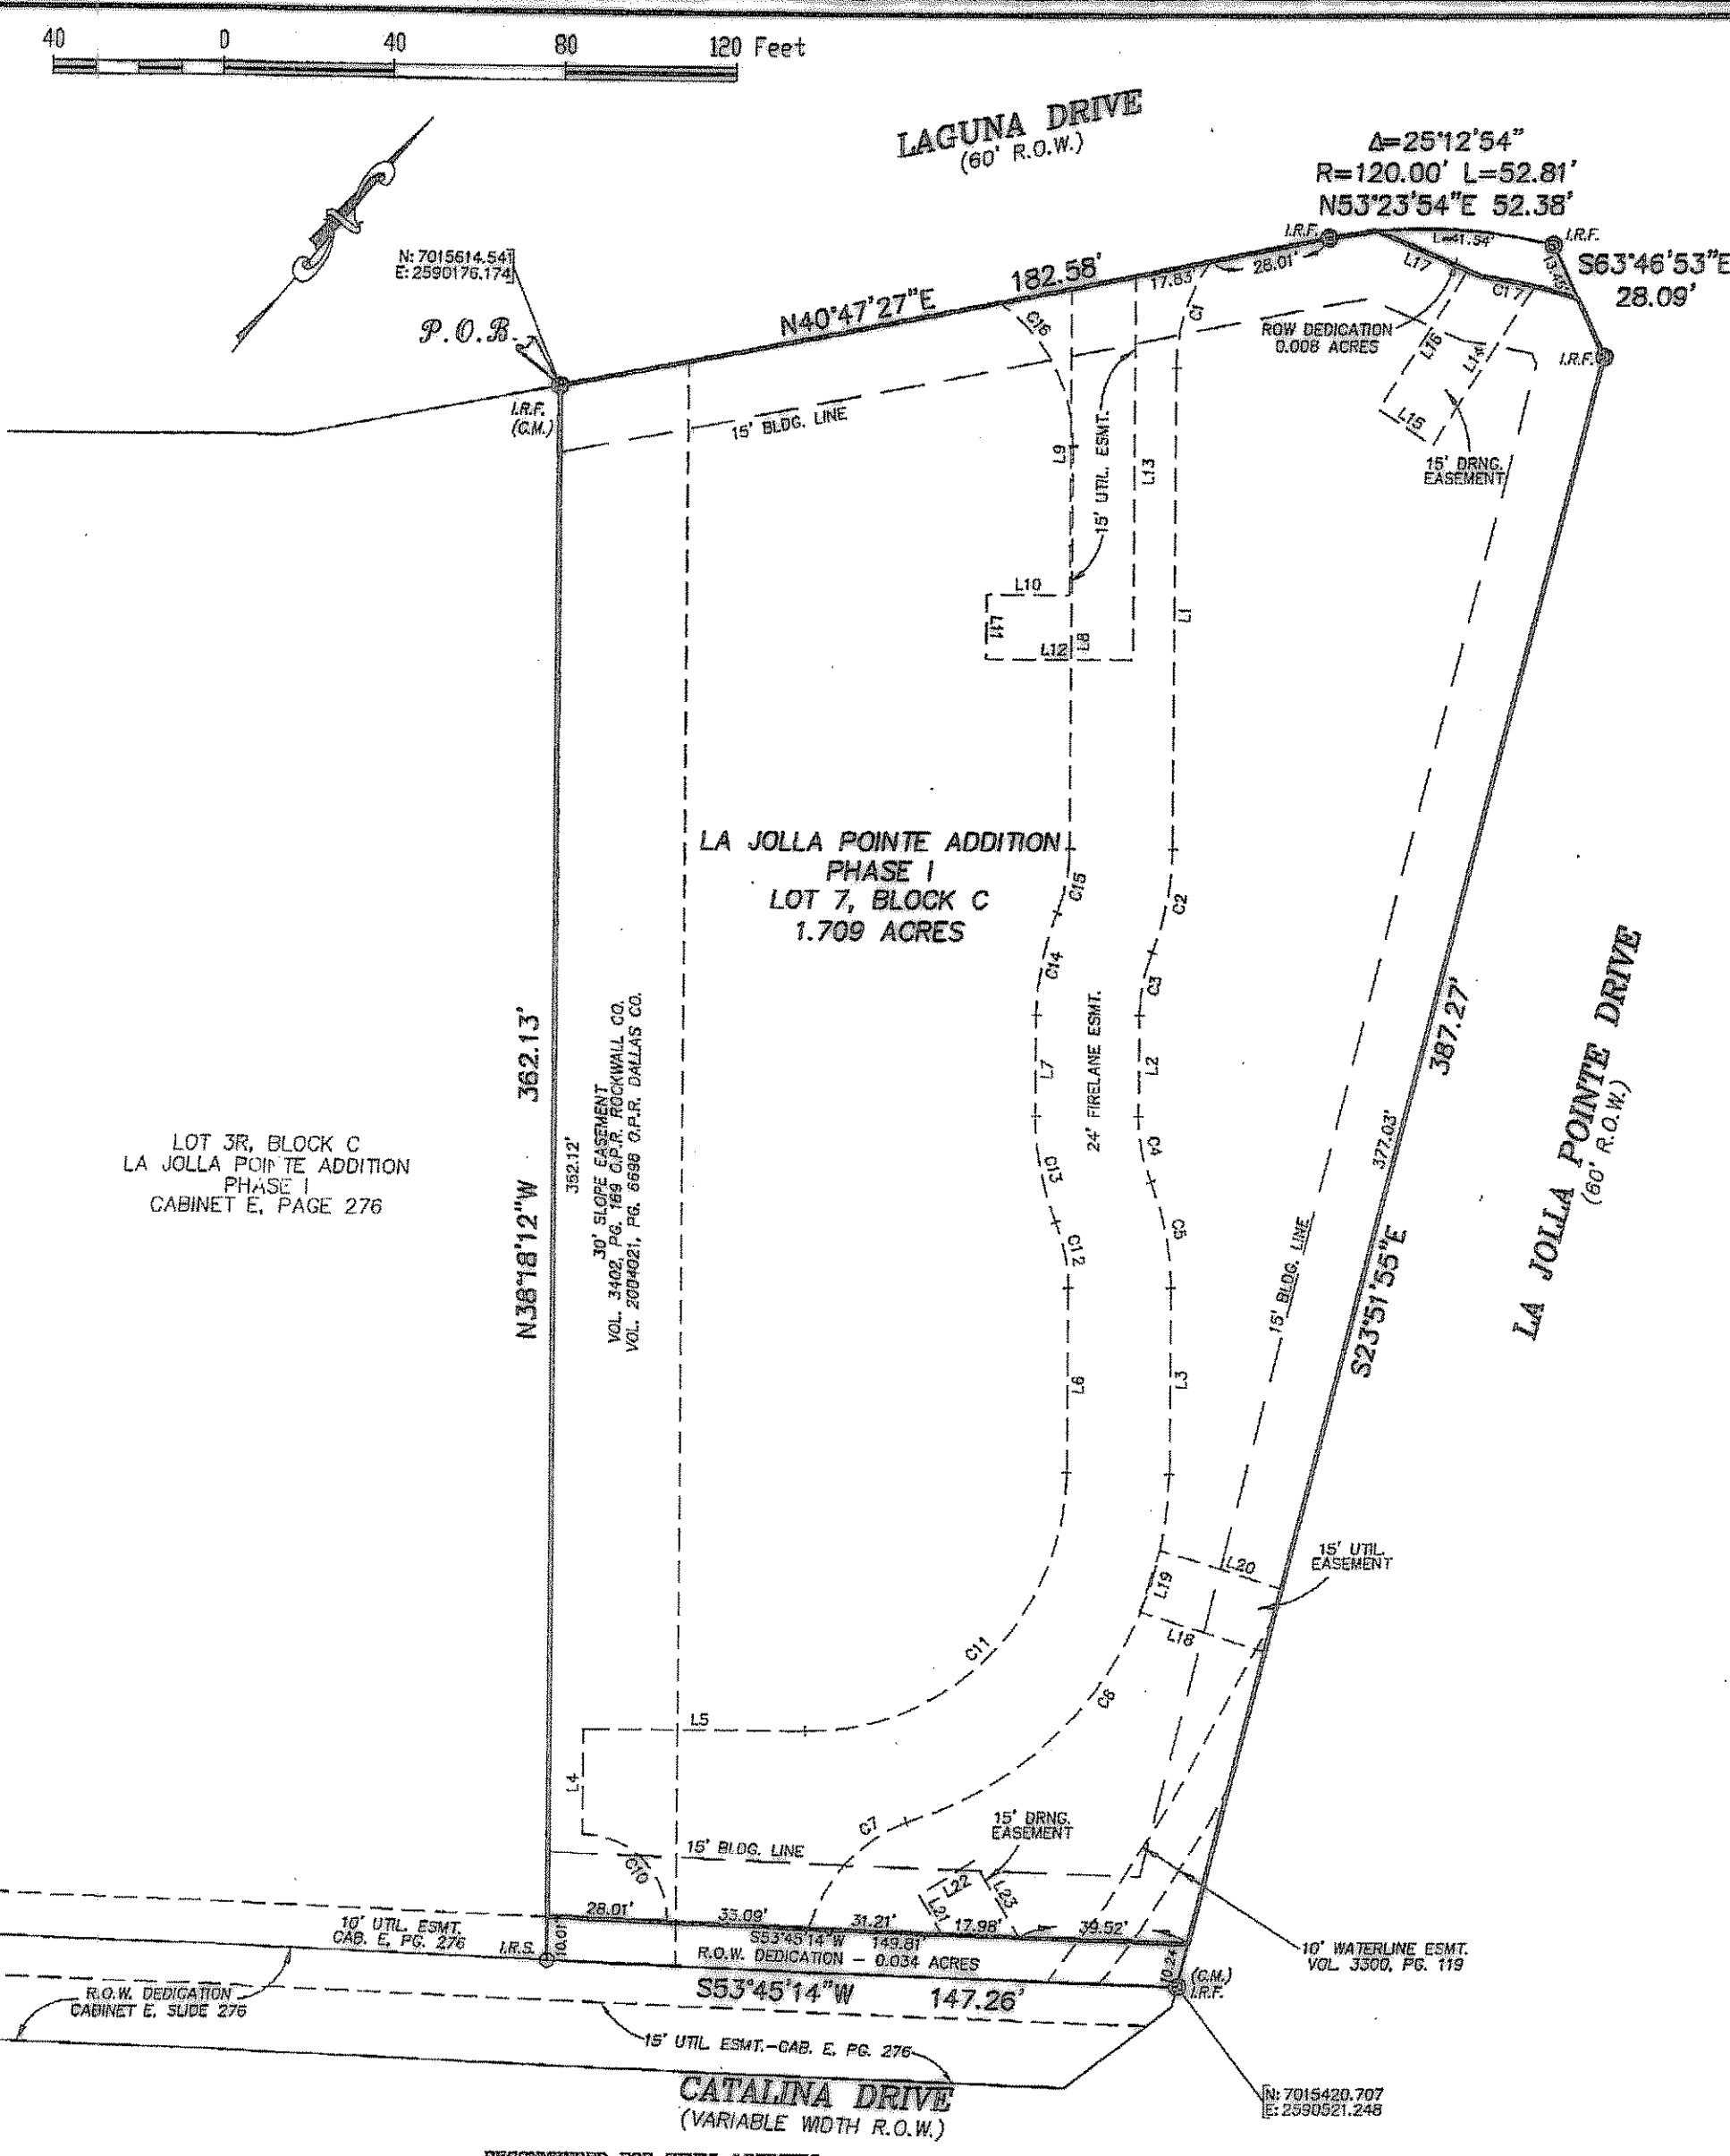 40 0 40 80 120 Feet
LAGUNA DRIVE
(60' R.O.W.)
Δ=25°12'54"
R=120.00' L=52.81'
N53°23'54"E 52.38'
I.R.F.
L=41.54'
I.R.F.
13.45'
S63°46'53"E
28.09'
N: 7015614.541
E: 2590176.174
P.O.B.
I.R.F.
(C.M.)
N40°47'27"E
182.58'
17.83'
28.01'
L17
C17
C16
C1
ROW DEDICATION
0.008 ACRES
L16
L14
L15
I.R.F.
15' DRNG.
EASEMENT
15' BLDG. LINE
L9
15' UTIL. ESMT.
L13
L10
L11
L12
L8
L1
LA JOLLA POINTE ADDITION
PHASE I
LOT 7, BLOCK C
1.709 ACRES
C15
C2
C14
C3
L7
L2
24' FIRELANE ESMT.
C13
C4
C12
C5
L6
L3
387.27'
377.03'
S23°51'55"E
15' BLDG. LINE
LA JOLLA POINTE DRIVE
(60' R.O.W.)
N38°18'12"W 362.13'
352.12'
30' SLOPE EASEMENT
VOL. 3402, PG. 169 O.P.R. ROCKWALL CO.
VOL. 2004021, PG. 6698 O.P.R. DALLAS CO.
LOT 3R, BLOCK C
LA JOLLA POINTE ADDITION
PHASE I
CABINET E, PAGE 276
15' UTIL.
EASEMENT
L20
L19
L18
C11
C6
L5
L4
C7
C10
15' DRNG.
EASEMENT
15' BLDG. LINE
L22
L21
L23
28.01'
33.09'
31.21'
17.98'
39.52'
S53°45'14"W 149.81'
R.O.W. DEDICATION - 0.034 ACRES
10.01'
10.24'
10' UTIL. ESMT.
CAB. E, PG. 276
I.R.S.
(C.M.)
I.R.F.
10' WATERLINE ESMT.
VOL. 3300, PG. 119
S53°45'14"W 147.26'
R.O.W. DEDICATION
CABINET E, SLIDE 276
15' UTIL ESMT.-CAB. E, PG. 276
CATALINA DRIVE
(VARIABLE WIDTH R.O.W.)
N: 7015420.707
E: 2590521.248